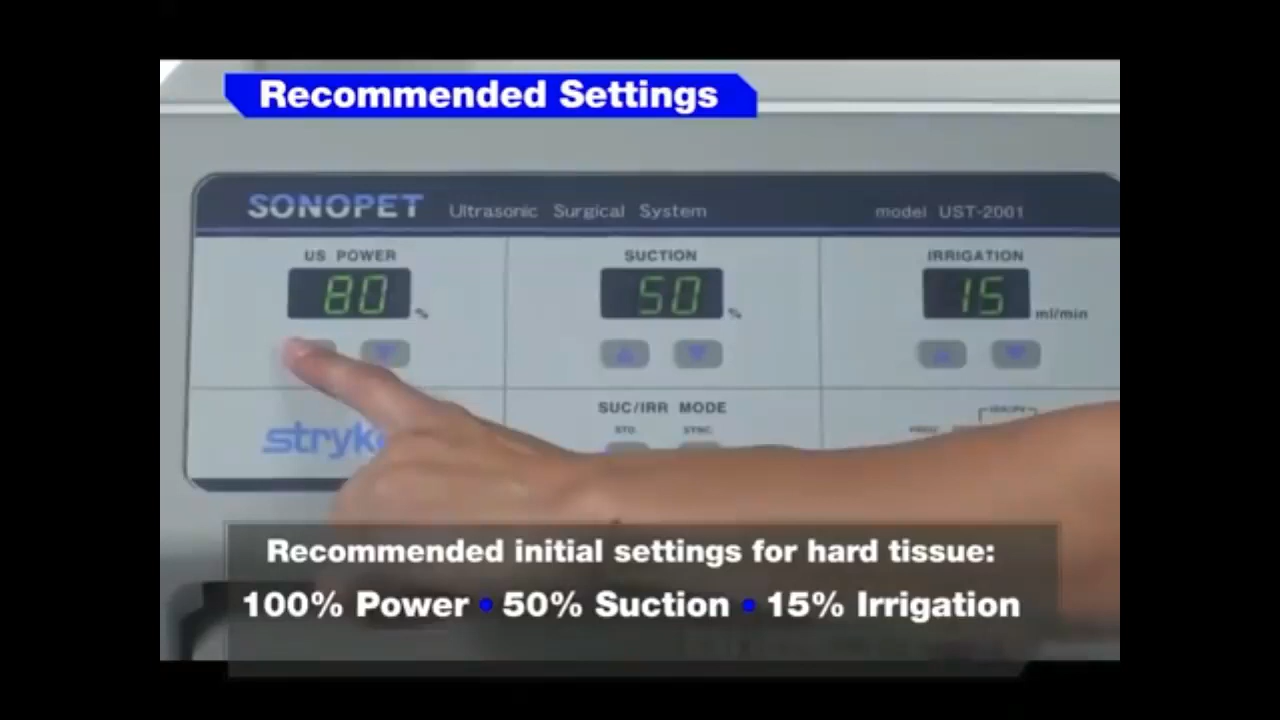 Recommended Settings
SONOPET Ultrasonic Surgical System model UST-2001
US POWER SUCTION IRRIGATION
80 % 50 % 15 ml/min
SUC/IRR MODE
STD. SYNC.
stryke
Recommended initial settings for hard tissue:
100% Power • 50% Suction • 15% Irrigation